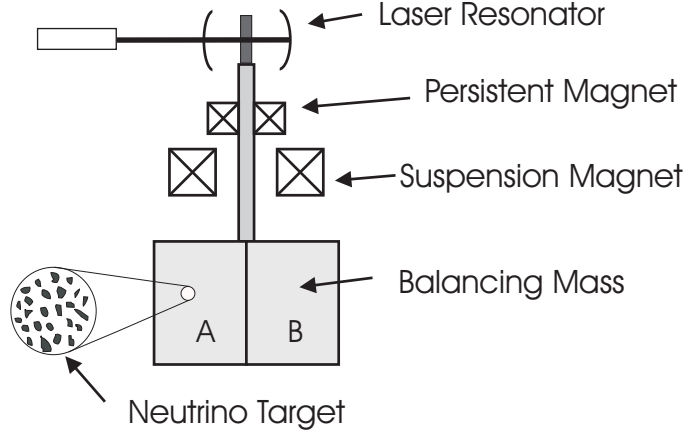 Laser Resonator
Persistent Magnet
Suspension Magnet
Balancing Mass
A B
Neutrino Target